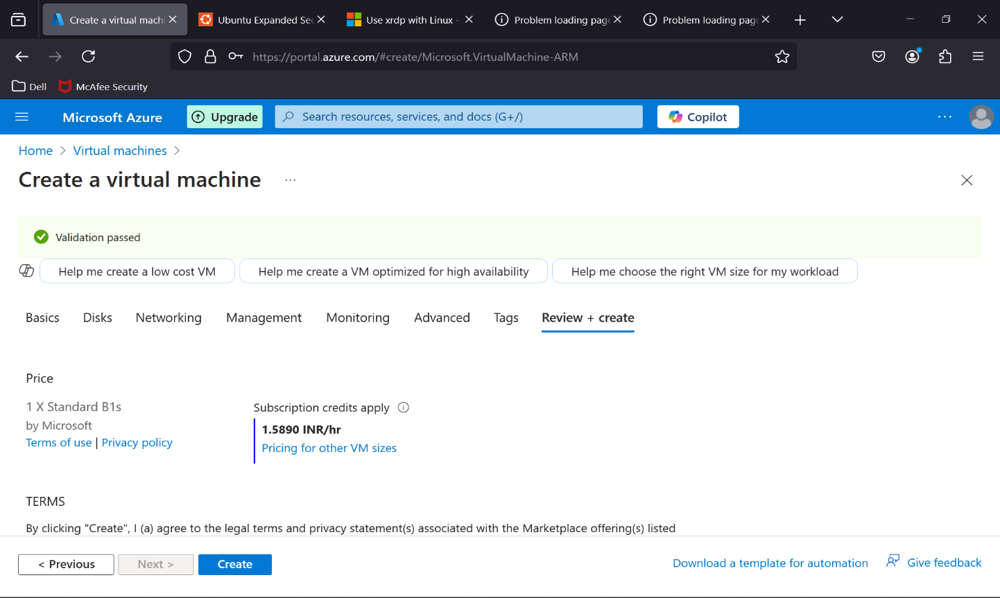 Create a virtual machi
Ubuntu Expanded Sec
Use xrdp with Linux -
Problem loading page
Problem loading page
https://portal.azure.com/#create/Microsoft.VirtualMachine-ARM
Dell
McAfee Security
Microsoft Azure
Upgrade
Search resources, services, and docs (G+/)
Copilot
Home > Virtual machines >
Create a virtual machine ...
Validation passed
Help me create a low cost VM
Help me create a VM optimized for high availability
Help me choose the right VM size for my workload
Basics
Disks
Networking
Management
Monitoring
Advanced
Tags
Review + create
Price
1 X Standard B1s
by Microsoft
Terms of use | Privacy policy
Subscription credits apply
1.5890 INR/hr
Pricing for other VM sizes
TERMS
By clicking "Create", I (a) agree to the legal terms and privacy statement(s) associated with the Marketplace offering(s) listed
< Previous
Next >
Create
Download a template for automation
Give feedback